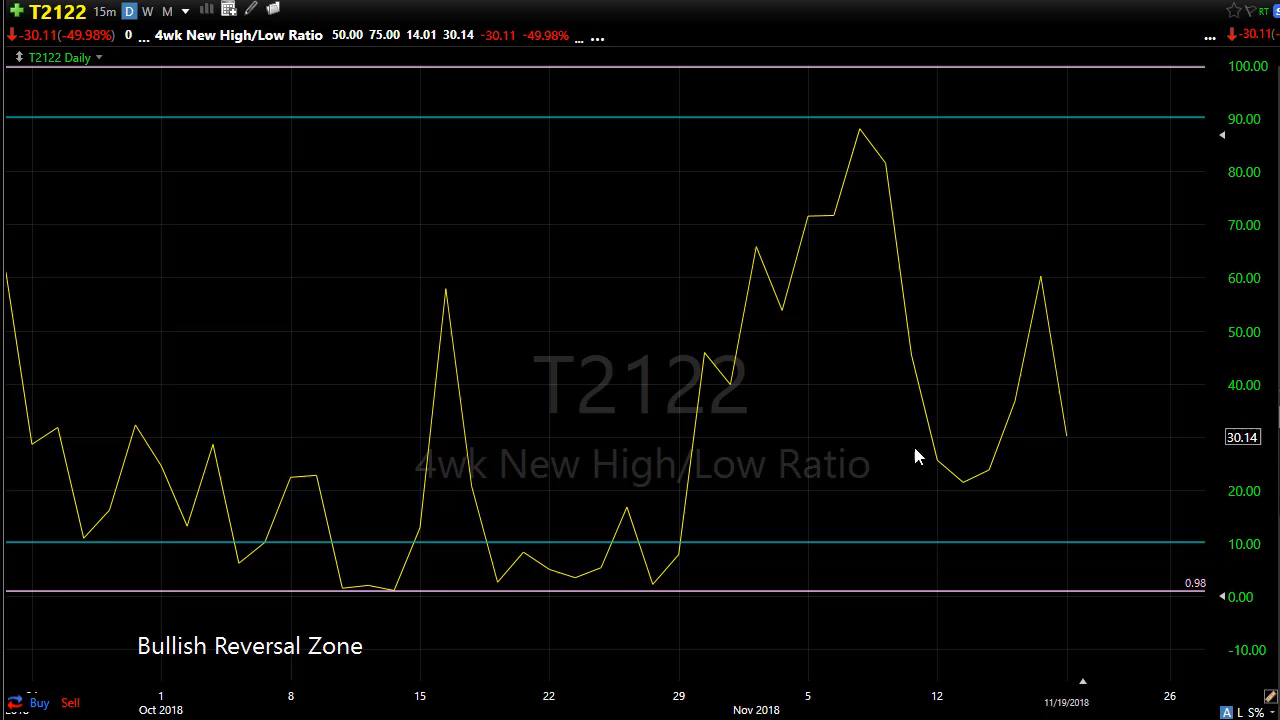 T2122 15m D W M RT
-30.11(-49.98%) 0 ... 4wk New High/Low Ratio 50.00 75.00 14.01 30.14 -30.11 -49.98% ... ... ... -30.11(-
T2122 Daily
100.00
90.00
80.00
70.00
60.00
50.00
40.00
30.14
20.00
10.00
0.98
0.00
-10.00
T2122
4wk New High/Low Ratio
Bullish Reversal Zone
1 8 15 22 29 5 12 26
Buy Sell
Oct 2018 Nov 2018 11/19/2018
A L S%